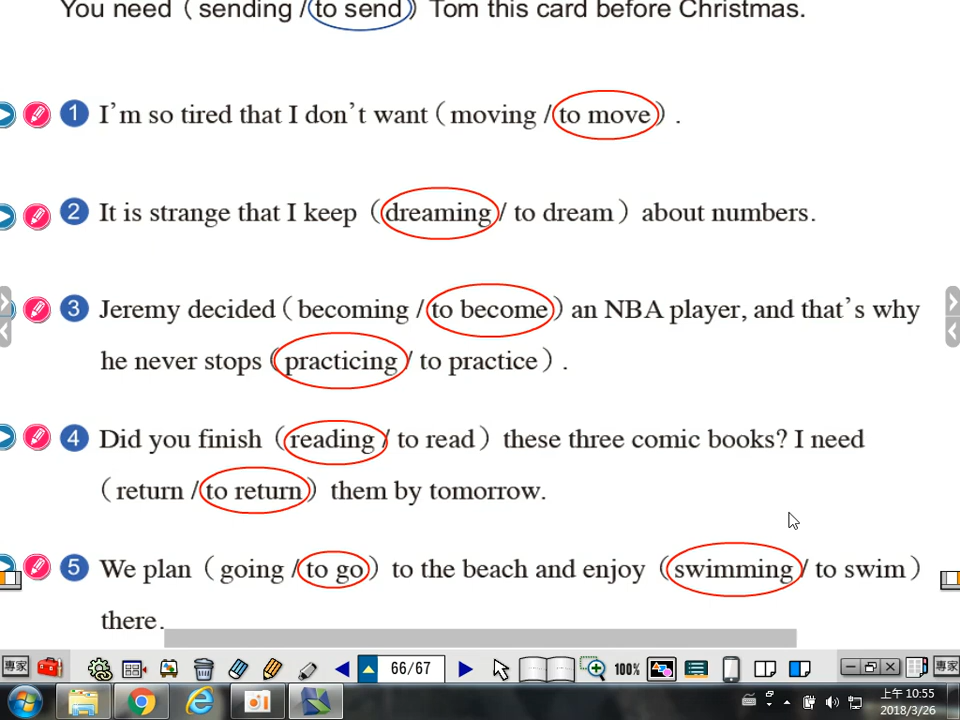 You need（sending / to send）Tom this card before Christmas.
1 I'm so tired that I don't want（moving / to move）.
2 It is strange that I keep（dreaming / to dream）about numbers.
3 Jeremy decided（becoming / to become）an NBA player, and that's why
he never stops（practicing / to practice）.
4 Did you finish（reading / to read）these three comic books? I need
（return / to return）them by tomorrow.
5 We plan（going / to go）to the beach and enjoy（swimming / to swim）
there.
專家 66/67 100% 專家
上午 10:55
2018/3/26